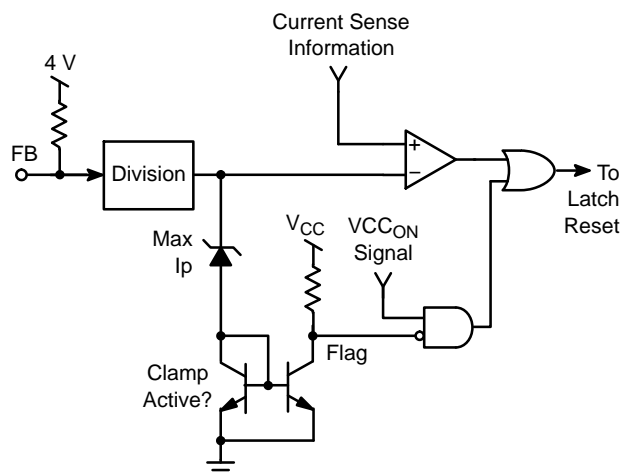 Current Sense
Information
4 V
FB
Division
+
−
To
Latch
Reset
Max
Ip
VCC
VCCON
Signal
Flag
Clamp
Active?